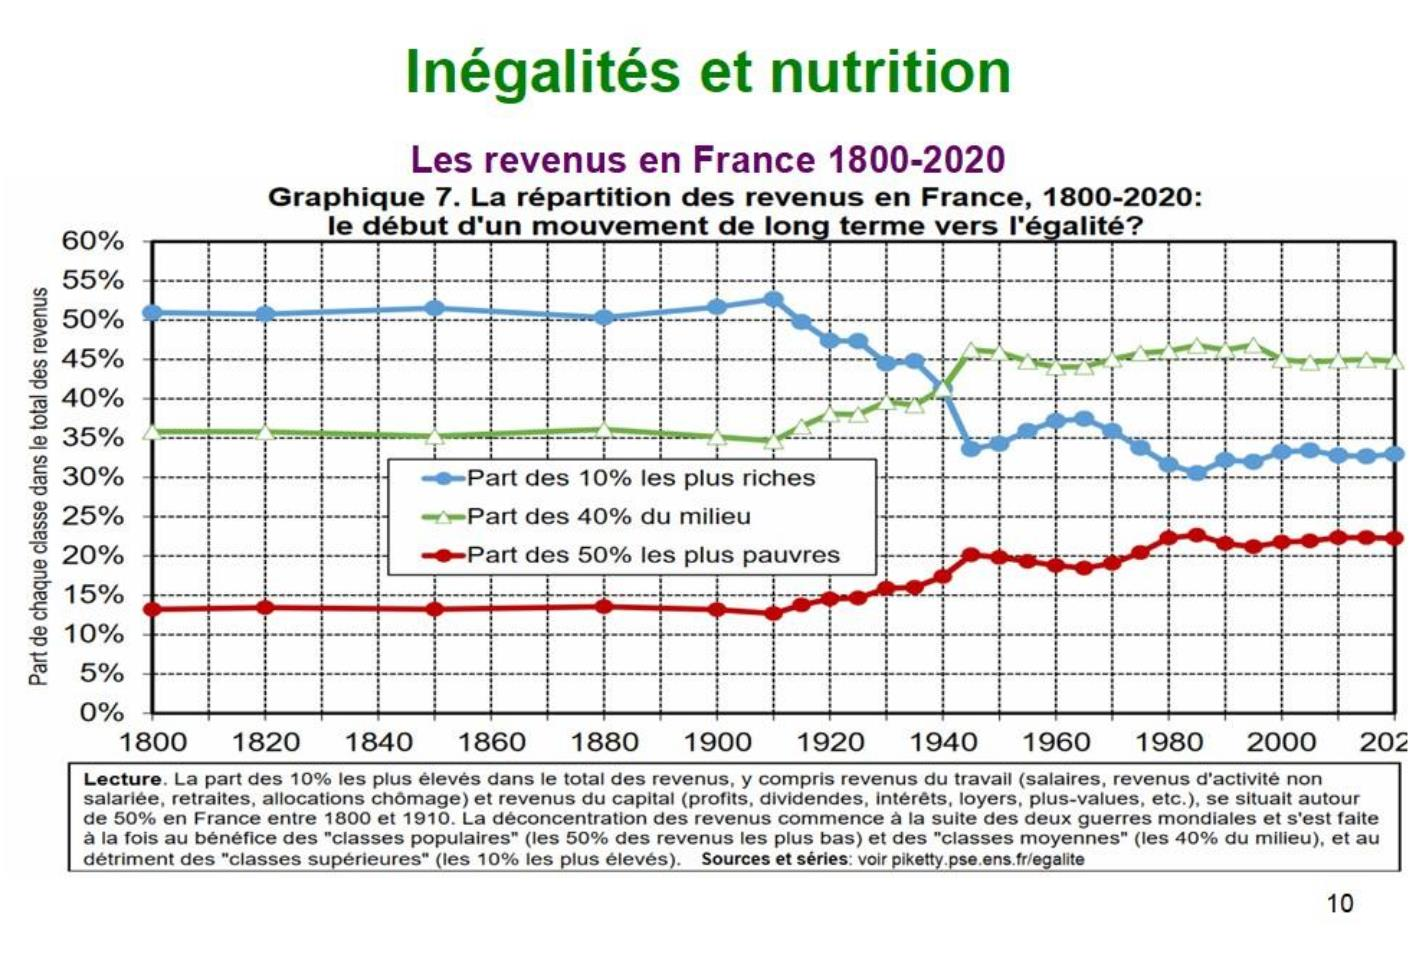 Inégalités et nutrition
Les revenus en France 1800-2020
Graphique 7. La répartition des revenus en France, 1800-2020:
le début d'un mouvement de long terme vers l'égalité?
Part de chaque classe dans le total des revenus
60%
55%
50%
45%
40%
35%
30%
25%
20%
15%
10%
5%
0%
Part des 10% les plus riches
Part des 40% du milieu
Part des 50% les plus pauvres
1800 1820 1840 1860 1880 1900 1920 1940 1960 1980 2000 202
Lecture. La part des 10% les plus élevés dans le total des revenus, y compris revenus du travail (salaires, revenus d'activité non
salariée, retraites, allocations chômage) et revenus du capital (profits, dividendes, intérêts, loyers, plus-values, etc.), se situait autour
de 50% en France entre 1800 et 1910. La déconcentration des revenus commence à la suite des deux guerres mondiales et s'est faite
à la fois au bénéfice des "classes populaires" (les 50% des revenus les plus bas) et des "classes moyennes" (les 40% du milieu), et au
détriment des "classes supérieures" (les 10% les plus élevés). Sources et séries: voir piketty.pse.ens.fr/egalite
10